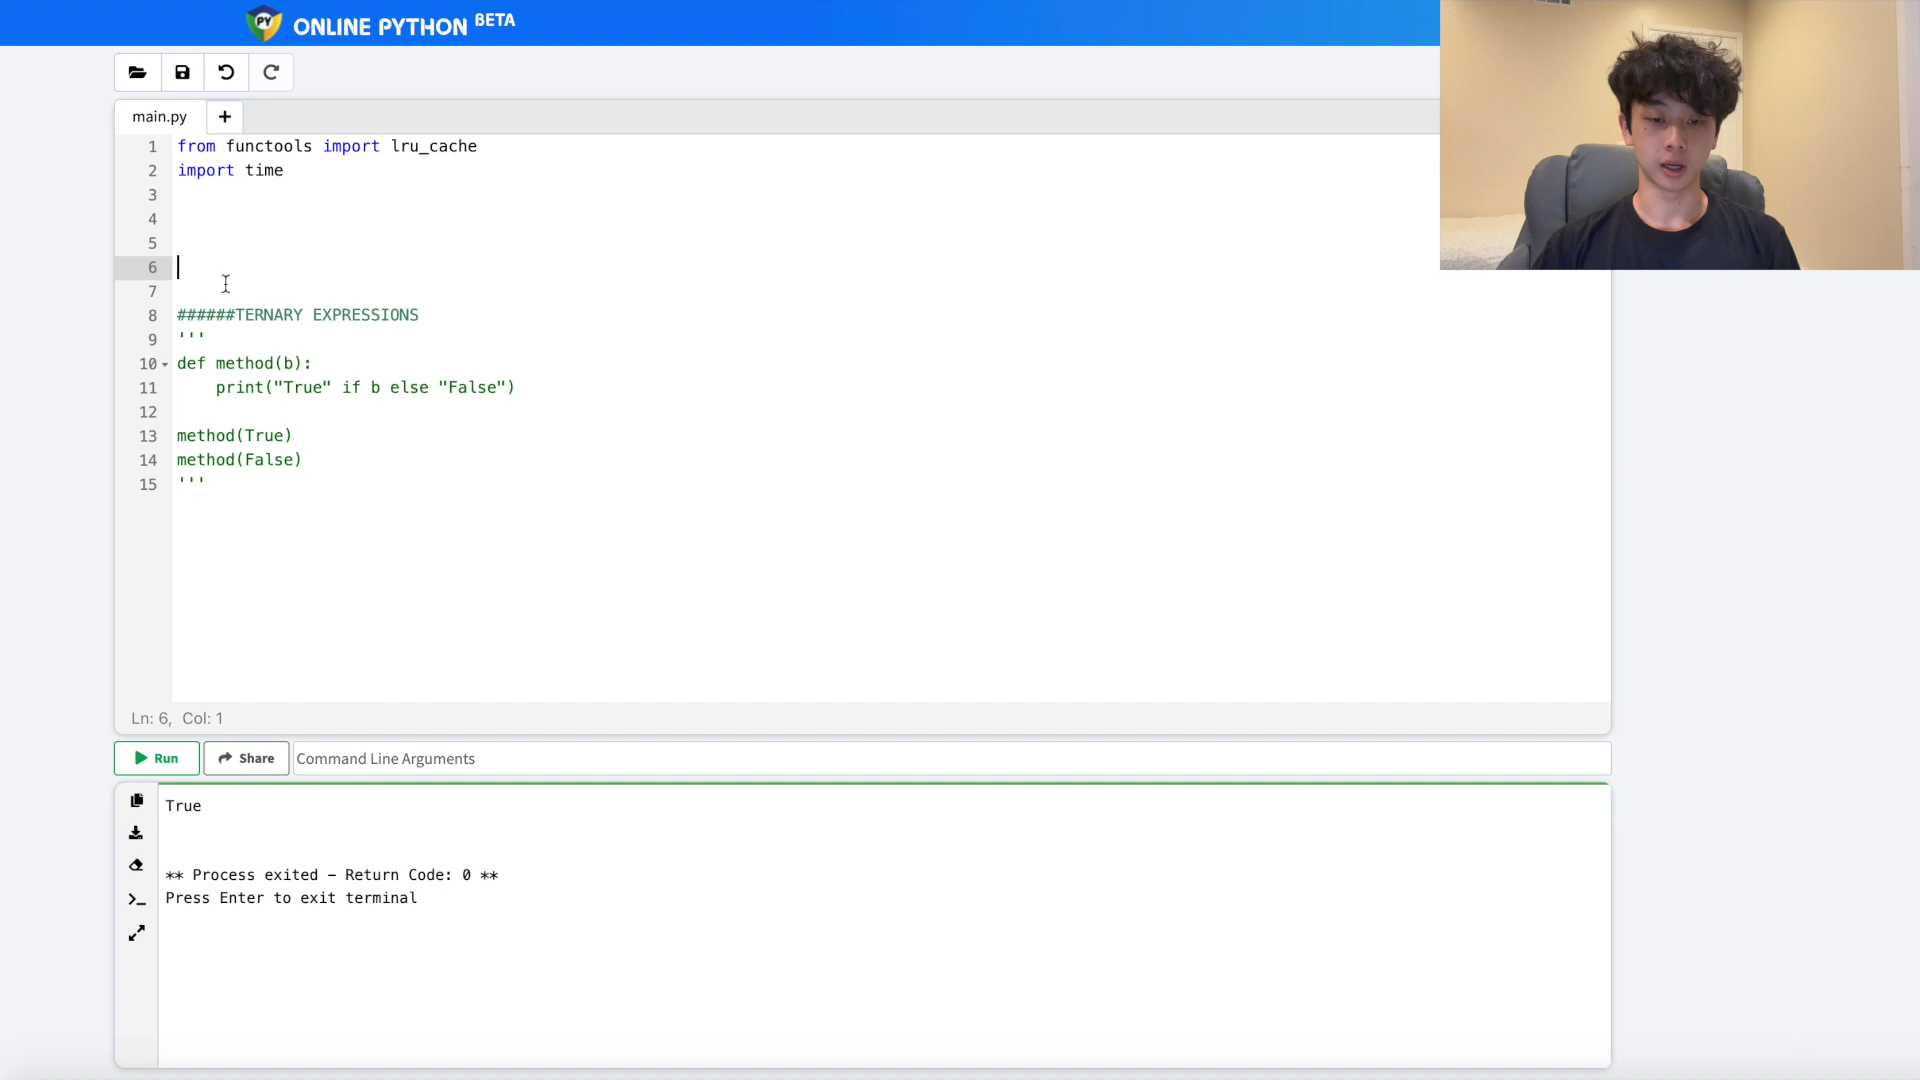 PY ONLINE PYTHON BETA
main.py +
1 from functools import lru_cache
2 import time
3
4
5
6
7
8 ######TERNARY EXPRESSIONS
9 '''
10 def method(b):
11     print("True" if b else "False")
12
13 method(True)
14 method(False)
15 '''
Ln: 6, Col: 1
Run Share Command Line Arguments
True
** Process exited - Return Code: 0 **
Press Enter to exit terminal